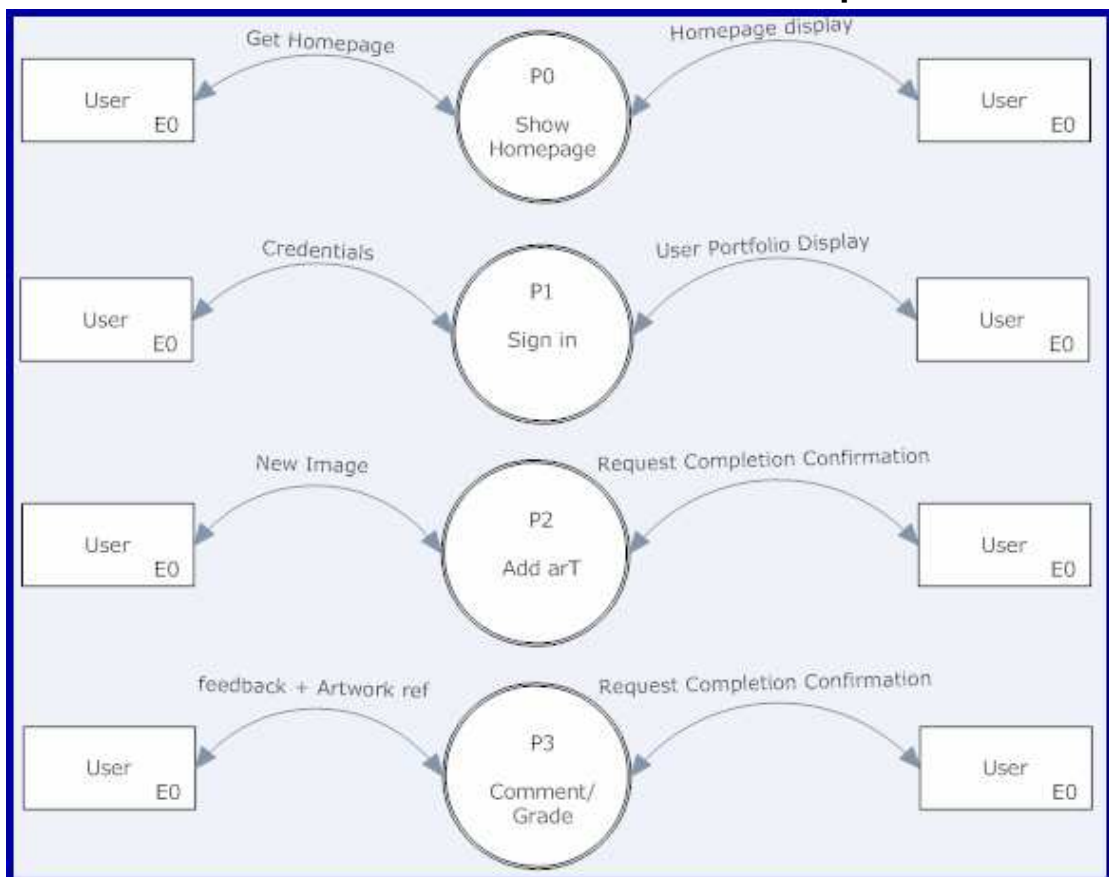 Get Homepage
Homepage display
User
E0
P0
Show
Homepage
User
E0
Credentials
User Portfolio Display
User
E0
P1
Sign in
User
E0
New Image
Request Completion Confirmation
User
E0
P2
Add arT
User
E0
feedback + Artwork ref
Request Completion Confirmation
User
E0
P3
Comment/
Grade
User
E0